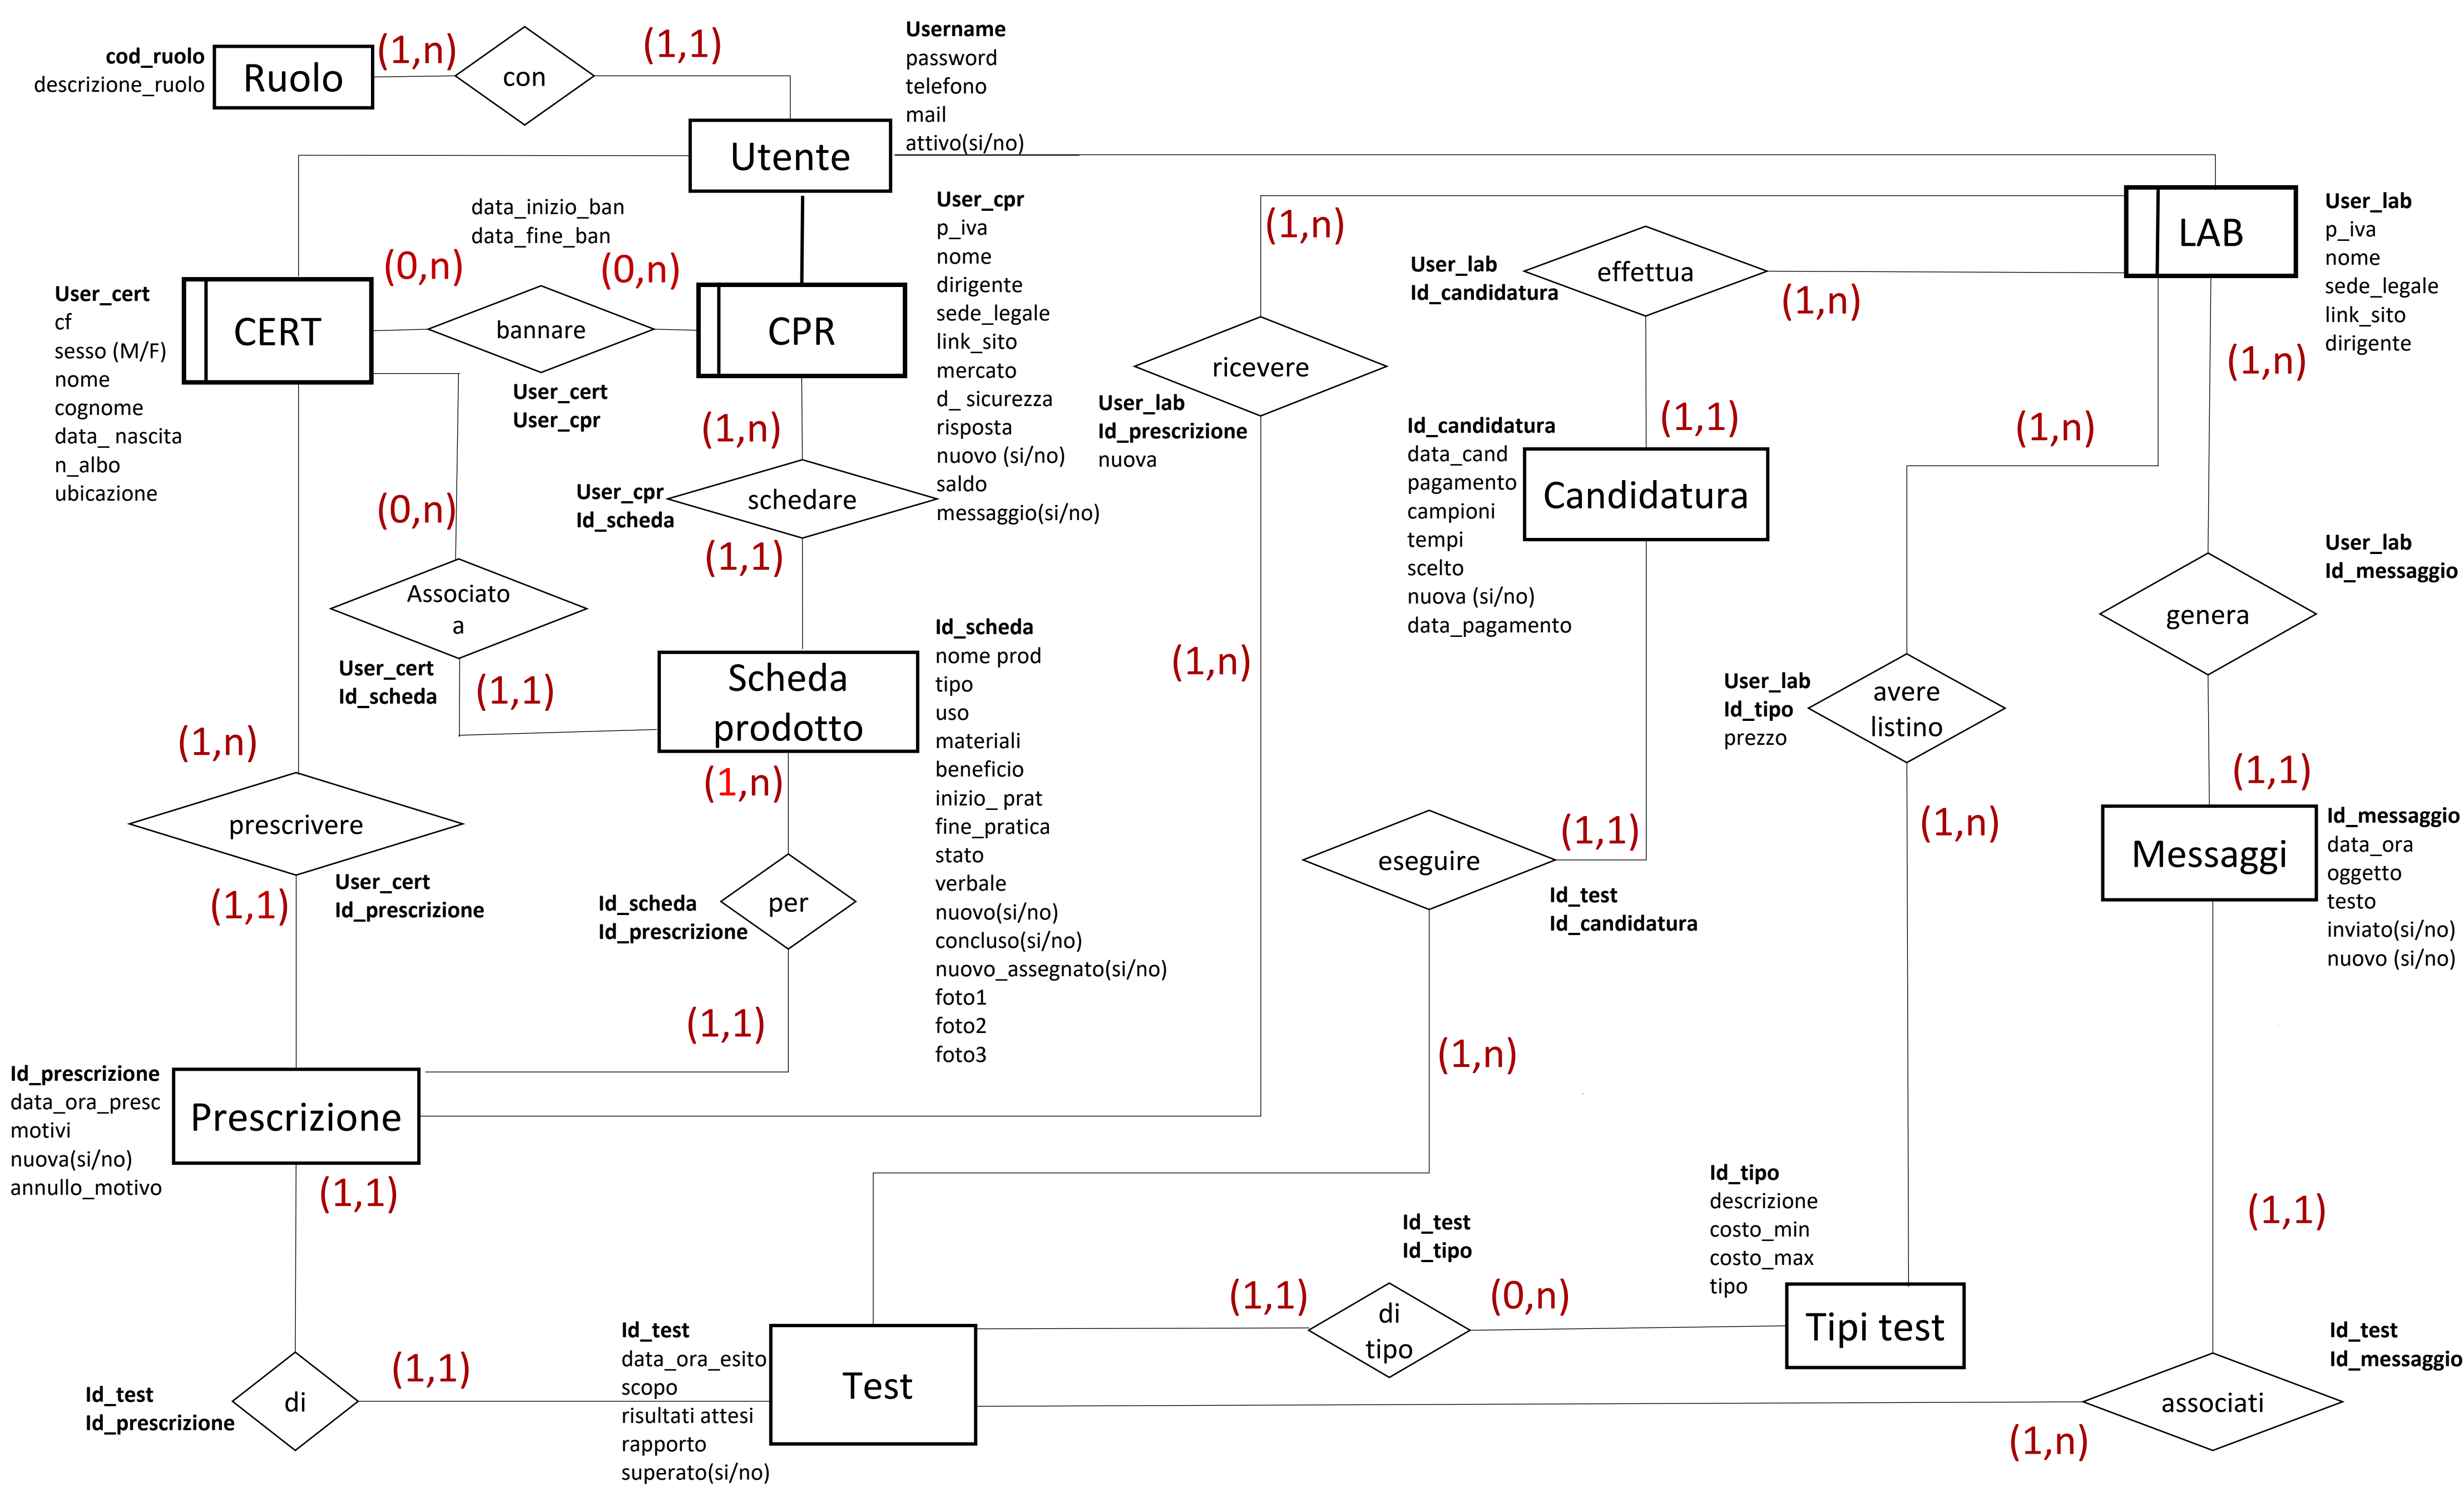 cod_ruolo
descrizione_ruolo
Ruolo
(1,n)
con
(1,1)
Username
password
telefono
mail
attivo(si/no)
Utente
data_inizio_ban
data_fine_ban
(0,n)
(0,n)
User_cert
cf
sesso (M/F)
nome
cognome
data_ nascita
n_albo
ubicazione
CERT
bannare
User_cert
User_cpr
CPR
User_cpr
p_iva
nome
dirigente
sede_legale
link_sito
mercato
d_ sicurezza
risposta
nuovo (si/no)
saldo
messaggio(si/no)
(1,n)
ricevere
User_lab
Id_prescrizione
nuova
(1,n)
User_lab
Id_candidatura
effettua
(1,n)
LAB
User_lab
p_iva
nome
sede_legale
link_sito
dirigente
(1,n)
(1,n)
(1,1)
Id_candidatura
data_cand
pagamento
campioni
tempi
scelto
nuova (si/no)
data_pagamento
Candidatura
(1,n)
User_cpr
Id_scheda
schedare
(1,1)
(0,n)
Associato
a
User_cert
Id_scheda
(1,1)
Scheda
prodotto
Id_scheda
nome prod
tipo
uso
materiali
beneficio
inizio_ prat
fine_pratica
stato
verbale
nuovo(si/no)
concluso(si/no)
nuovo_assegnato(si/no)
foto1
foto2
foto3
User_lab
Id_messaggio
genera
User_lab
Id_tipo
prezzo
avere
listino
(1,n)
(1,1)
Messaggi
Id_messaggio
data_ora
oggetto
testo
inviato(si/no)
nuovo (si/no)
(1,n)
prescrivere
(1,1)
User_cert
Id_prescrizione
(1,n)
Id_scheda
Id_prescrizione
per
(1,1)
eseguire
(1,1)
Id_test
Id_candidatura
(1,n)
Id_prescrizione
data_ora_presc
motivi
nuova(si/no)
annullo_motivo
Prescrizione
(1,1)
Id_test
Id_prescrizione
di
(1,1)
Id_test
data_ora_esito
scopo
risultati attesi
rapporto
superato(si/no)
Test
(1,1)
Id_test
Id_tipo
di
tipo
(0,n)
Id_tipo
descrizione
costo_min
costo_max
tipo
Tipi test
(1,1)
Id_test
Id_messaggio
associati
(1,n)